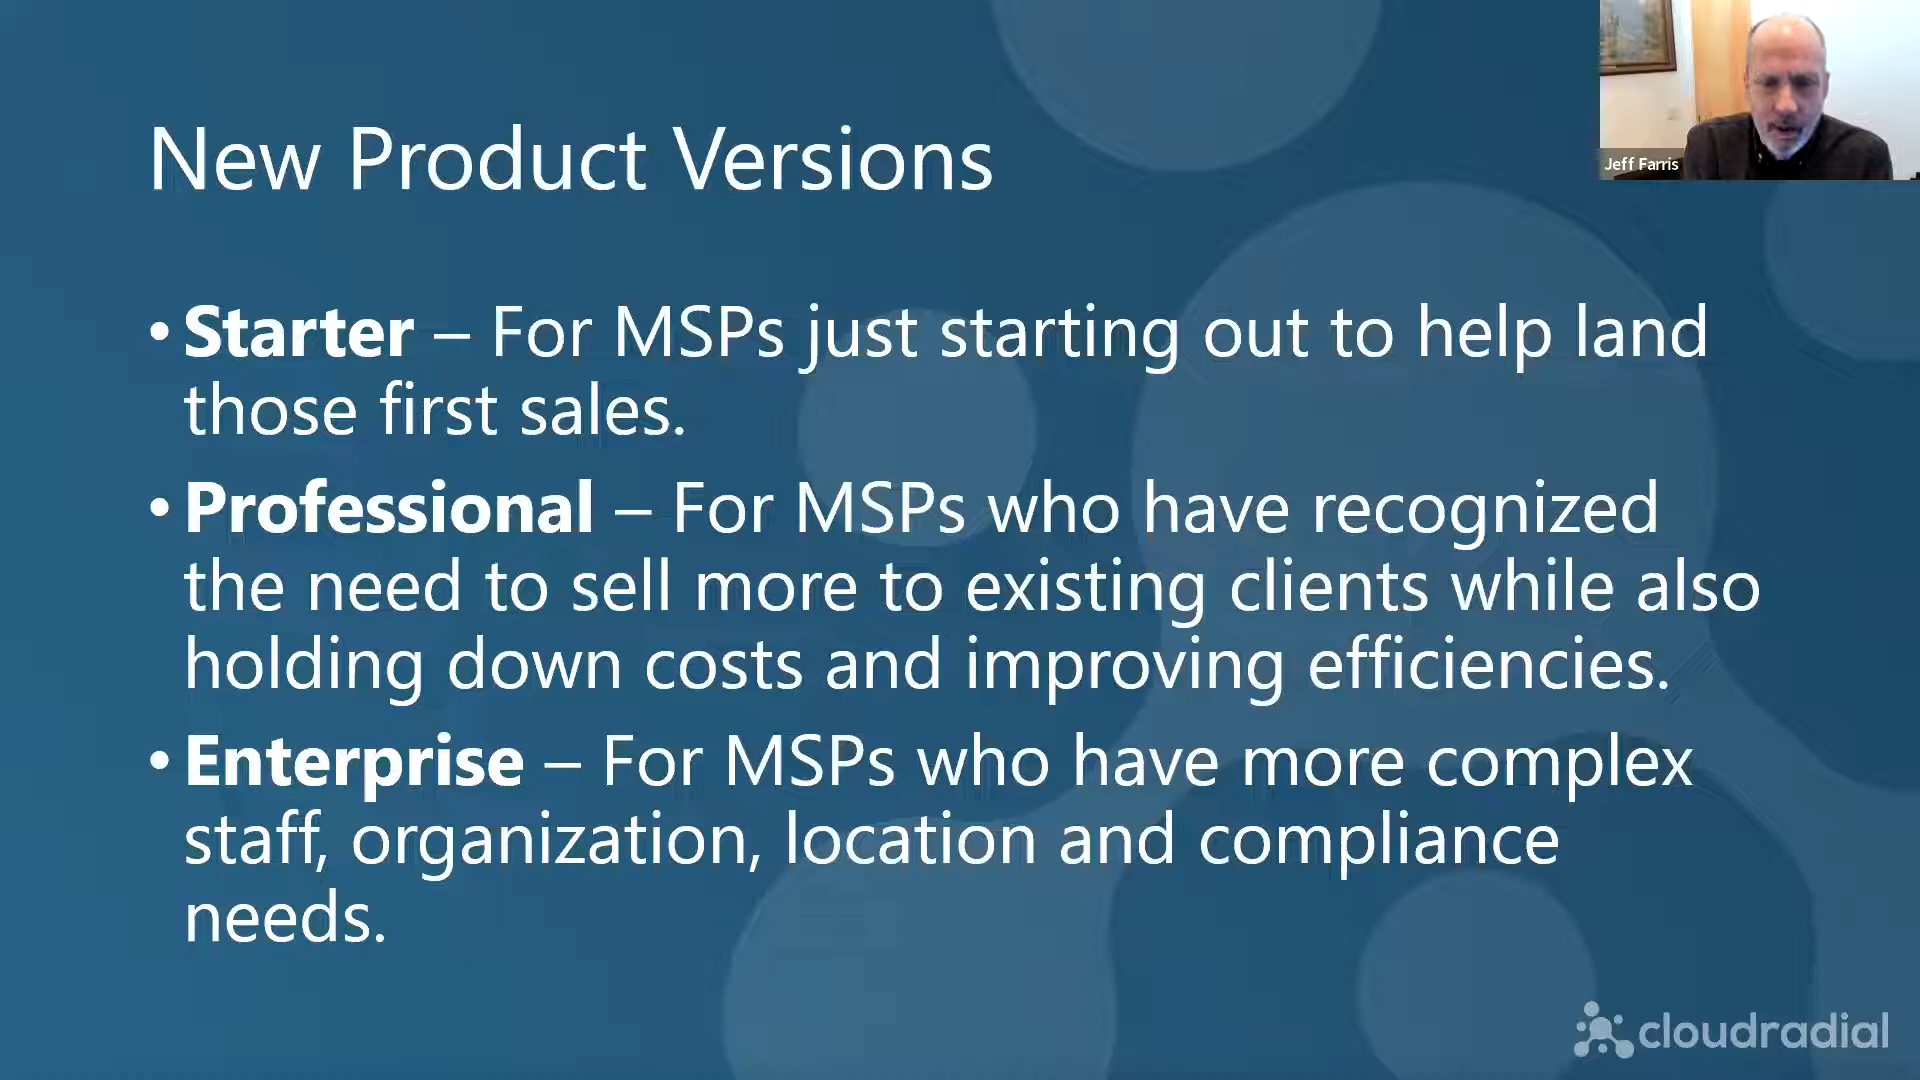 New Product Versions
Jeff Farris
• Starter – For MSPs just starting out to help land
those first sales.
• Professional – For MSPs who have recognized
the need to sell more to existing clients while also
holding down costs and improving efficiencies.
• Enterprise – For MSPs who have more complex
staff, organization, location and compliance
needs.
cloudradial